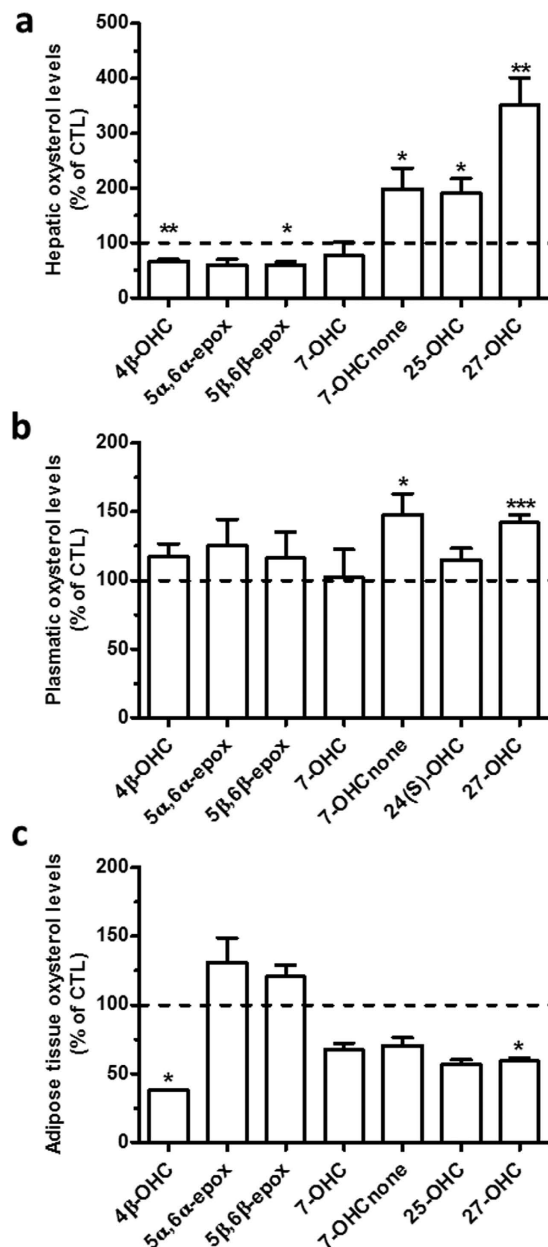 a
Hepatic oxysterol levels
(% of CTL)
500
400
300
200
100
0
**
*
*
*
**
4β-OHC
5α,6α-epox
5β,6β-epox
7-OHC
7-OHCnone
25-OHC
27-OHC
b
Plasmatic oxysterol levels
(% of CTL)
200
150
100
50
0
*
***
4β-OHC
5α,6α-epox
5β,6β-epox
7-OHC
7-OHCnone
24(S)-OHC
27-OHC
c
Adipose tissue oxysterol levels
(% of CTL)
200
150
100
50
0
*
*
4β-OHC
5α,6α-epox
5β,6β-epox
7-OHC
7-OHCnone
25-OHC
27-OHC